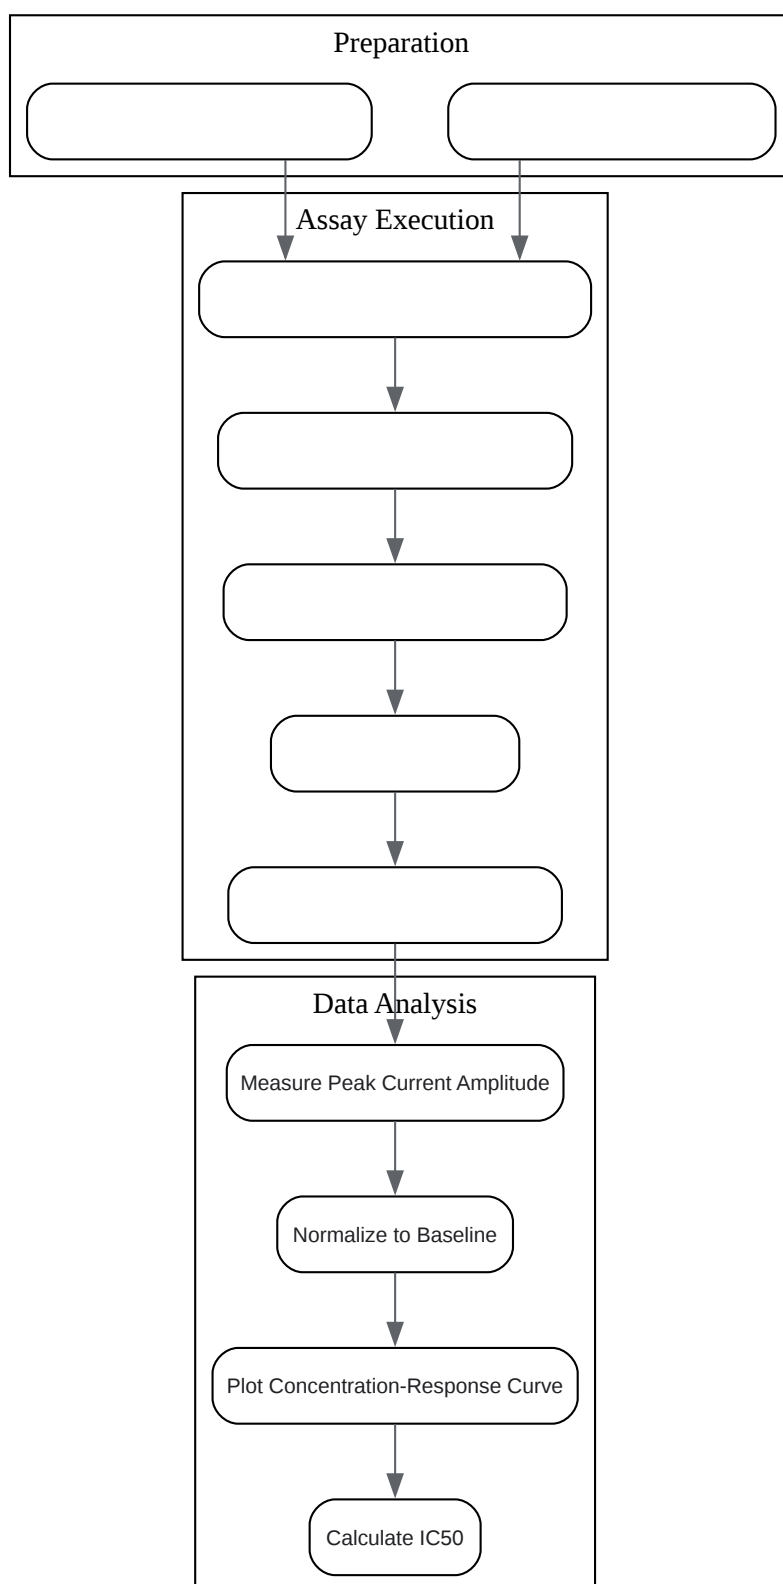 Preparation
Assay Execution
Data Analysis
Measure Peak Current Amplitude
Normalize to Baseline
Plot Concentration-Response Curve
Calculate IC50